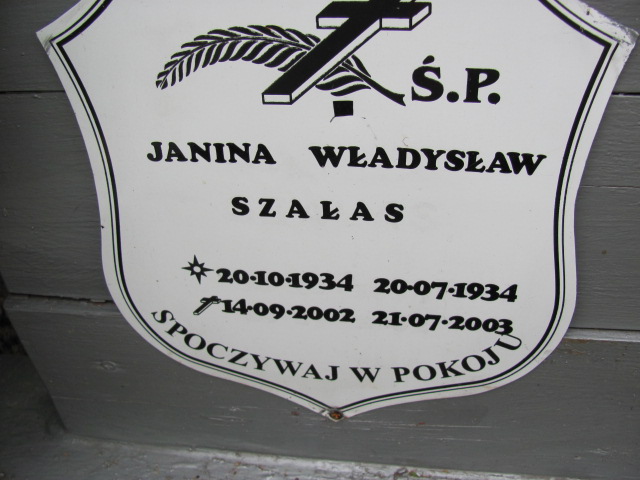 Ś.P.
JANINA WŁADYSŁAW
SZAŁAS
20·10·1934 20·07·1934
14·09·2002 21·07·2003
SPOCZYWAJ W POKOJU